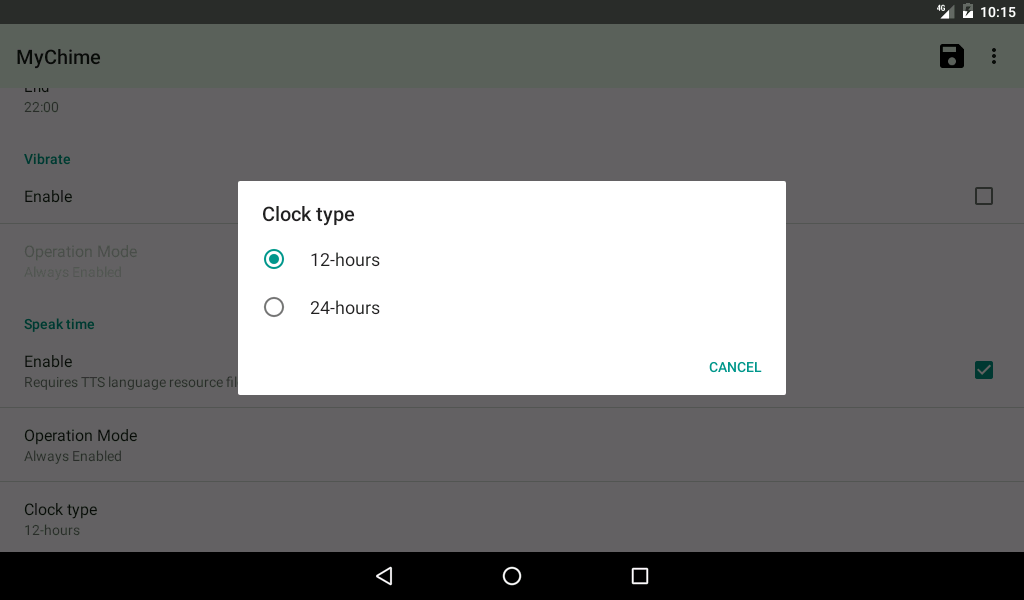 4G 10:15
MyChime
End
22:00
Vibrate
Enable
Operation Mode
Always Enabled
Speak time
Enable
Requires TTS language resource fil
Clock type
12-hours
24-hours
CANCEL
Operation Mode
Always Enabled
Clock type
12-hours